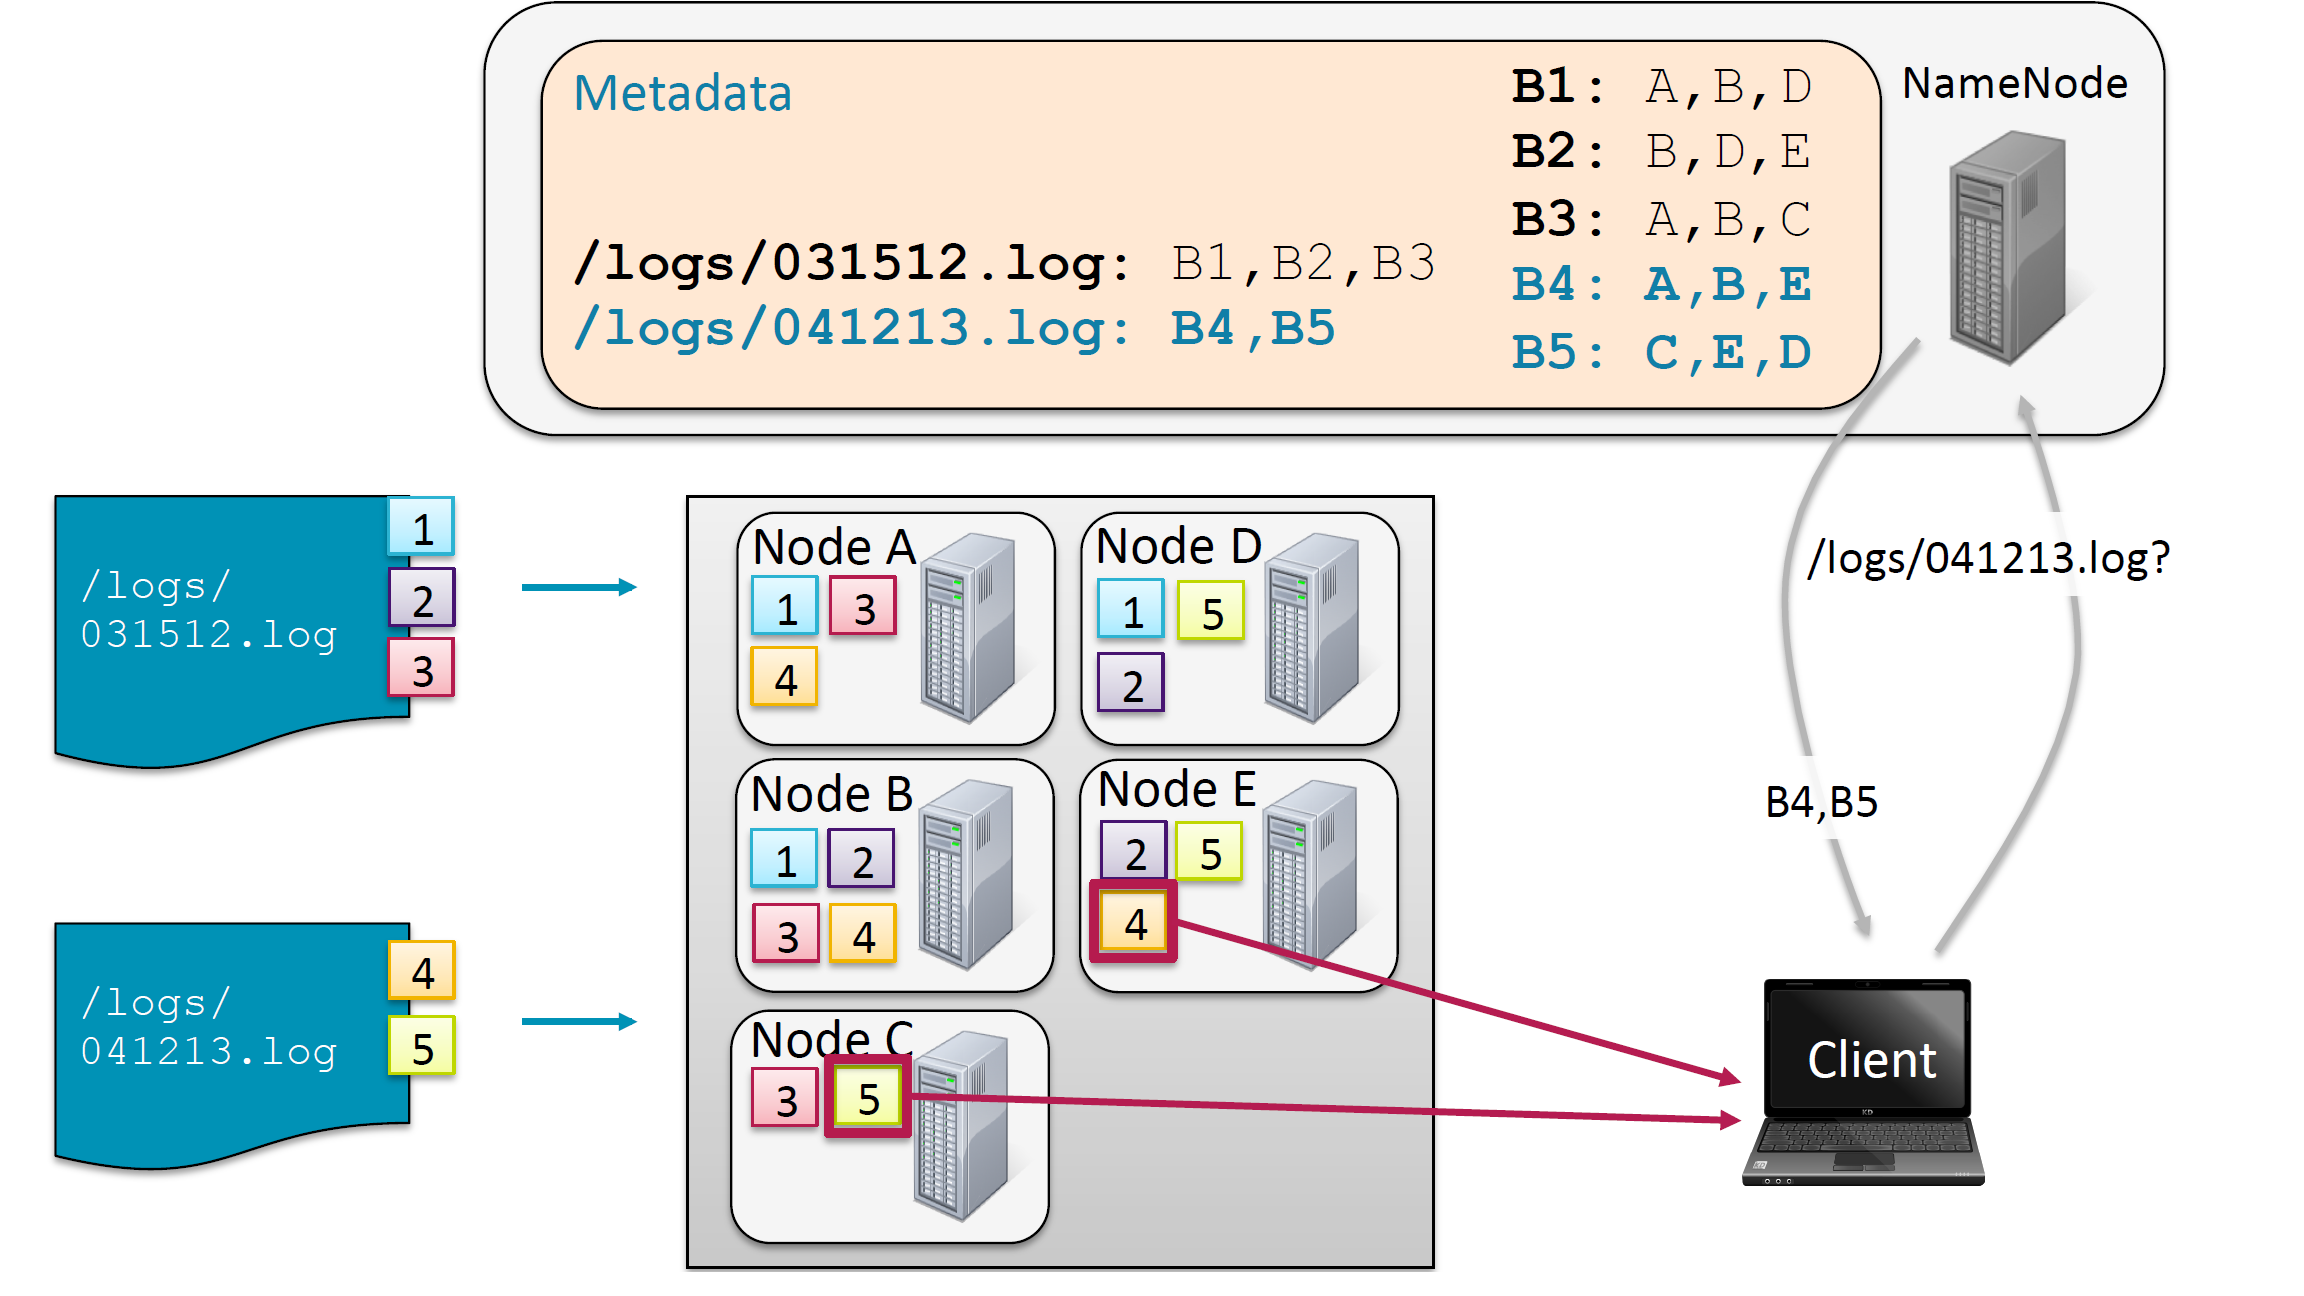 Metadata
/logs/031512.log: B1,B2,B3
/logs/041213.log: B4,B5
B1: A,B,D
B2: B,D,E
B3: A,B,C
B4: A,B,E
B5: C,E,D
NameNode
/logs/
031512.log
1
2
3
/logs/
041213.log
4
5
Node A
1 3
4
Node D
1 5
2
Node B
1 2
3 4
Node E
2 5
4
Node C
3 5
/logs/041213.log?
B4,B5
Client
KD